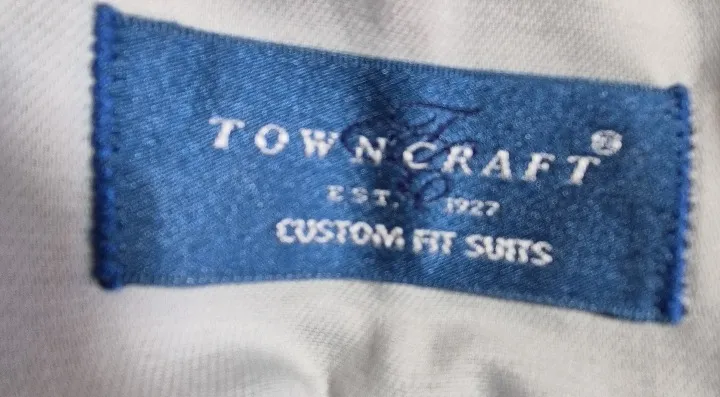 TOWNCRAFT®
EST. 1927
CUSTOM FIT SUITS